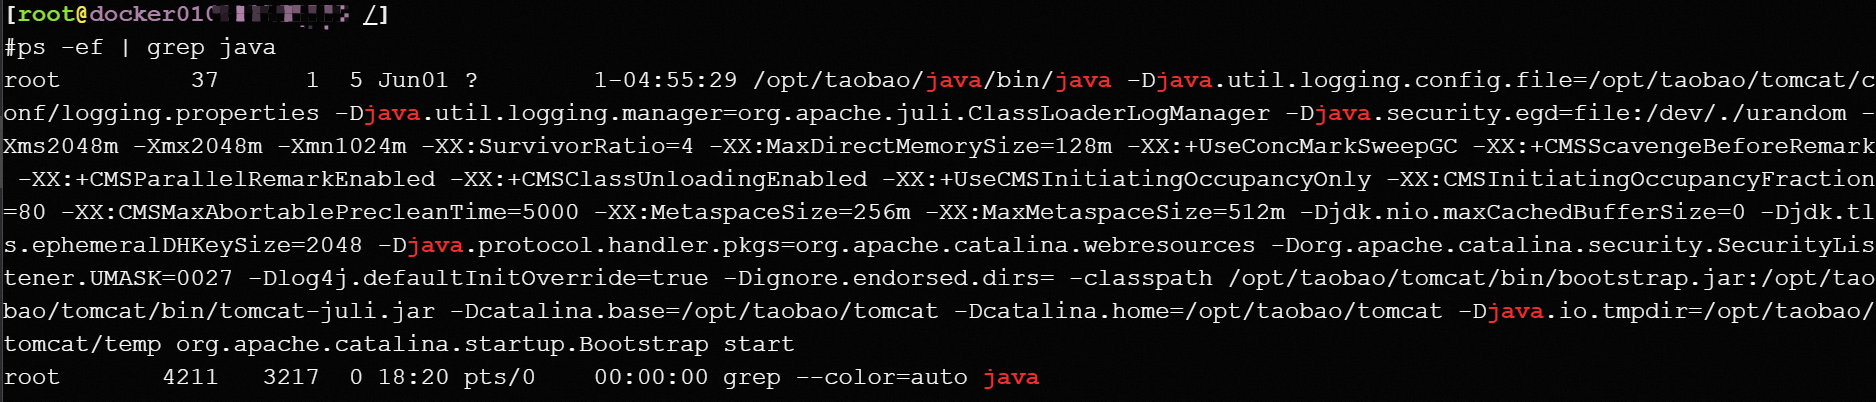 [root@docker010 /]
#ps -ef | grep java
root         37      1  5 Jun01 ?        1-04:55:29 /opt/taobao/java/bin/java -Djava.util.logging.config.file=/opt/taobao/tomcat/c
onf/logging.properties -Djava.util.logging.manager=org.apache.juli.ClassLoaderLogManager -Djava.security.egd=file:/dev/./urandom -
Xms2048m -Xmx2048m -Xmn1024m -XX:SurvivorRatio=4 -XX:MaxDirectMemorySize=128m -XX:+UseConcMarkSweepGC -XX:+CMSScavengeBeforeRemark
 -XX:+CMSParallelRemarkEnabled -XX:+CMSClassUnloadingEnabled -XX:+UseCMSInitiatingOccupancyOnly -XX:CMSInitiatingOccupancyFraction
=80 -XX:CMSMaxAbortablePrecleanTime=5000 -XX:MetaspaceSize=256m -XX:MaxMetaspaceSize=512m -Djdk.nio.maxCachedBufferSize=0 -Djdk.tl
s.ephemeralDHKeySize=2048 -Djava.protocol.handler.pkgs=org.apache.catalina.webresources -Dorg.apache.catalina.security.SecurityLis
tener.UMASK=0027 -Dlog4j.defaultInitOverride=true -Dignore.endorsed.dirs= -classpath /opt/taobao/tomcat/bin/bootstrap.jar:/opt/tao
bao/tomcat/bin/tomcat-juli.jar -Dcatalina.base=/opt/taobao/tomcat -Dcatalina.home=/opt/taobao/tomcat -Djava.io.tmpdir=/opt/taobao/
tomcat/temp org.apache.catalina.startup.Bootstrap start
root       4211   3217  0 18:20 pts/0    00:00:00 grep --color=auto java